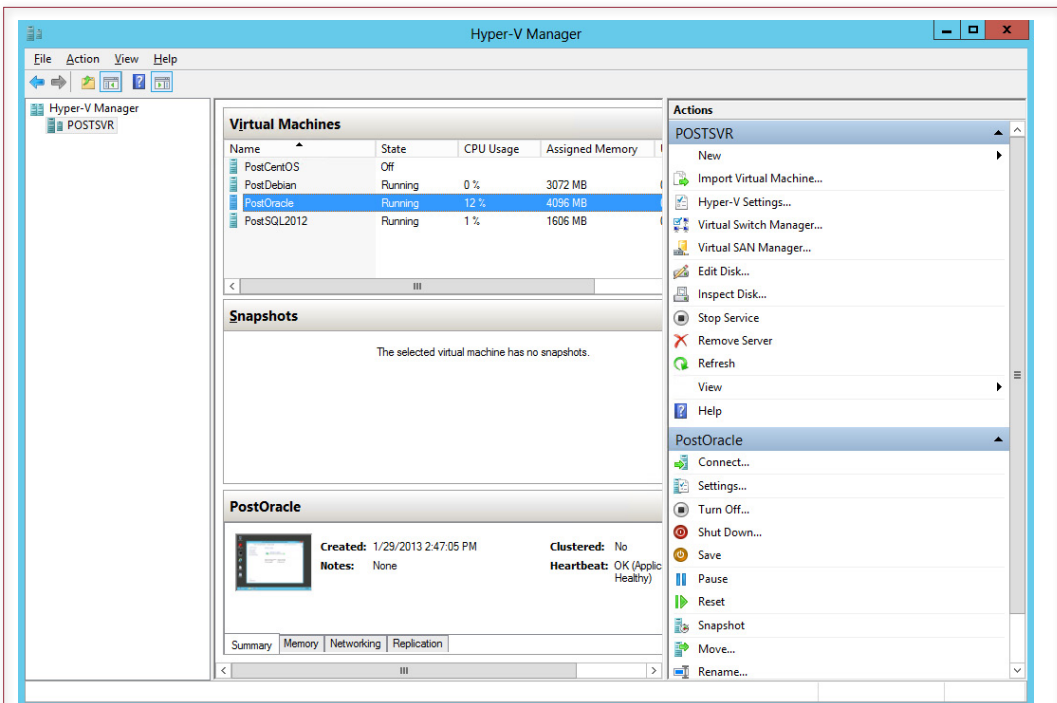 Hyper-V Manager
File Action View Help
Hyper-V Manager
POSTSVR
Virtual Machines
Name State CPU Usage Assigned Memory
PostCentOS Off
PostDebian Running 0 % 3072 MB
PostOracle Running 12 % 4096 MB
PostSQL2012 Running 1 % 1606 MB
Snapshots
The selected virtual machine has no snapshots.
PostOracle
Created: 1/29/2013 2:47:05 PM Clustered: No
Notes: None Heartbeat: OK (Applic
Healthy)
Summary Memory Networking Replication
Actions
POSTSVR
New
Import Virtual Machine...
Hyper-V Settings...
Virtual Switch Manager...
Virtual SAN Manager...
Edit Disk...
Inspect Disk...
Stop Service
Remove Server
Refresh
View
Help
PostOracle
Connect...
Settings...
Turn Off...
Shut Down...
Save
Pause
Reset
Snapshot
Move...
Rename...